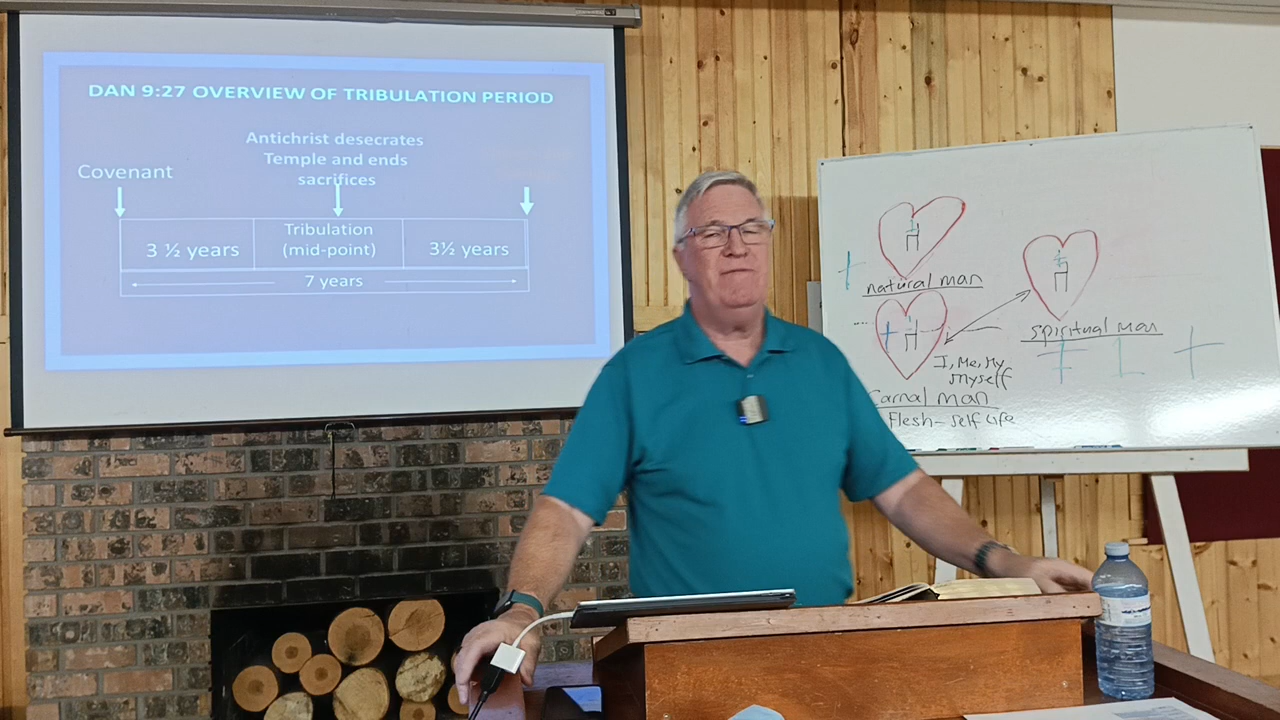 DAN 9:27 OVERVIEW OF TRIBULATION PERIOD
Antichrist desecrates
Temple and ends
sacrifices
Covenant
3 ½ years
Tribulation
(mid-point)
3½ years
7 years
natural man
spiritual man
I, Me, My
Myself
Carnal man
Flesh - self life